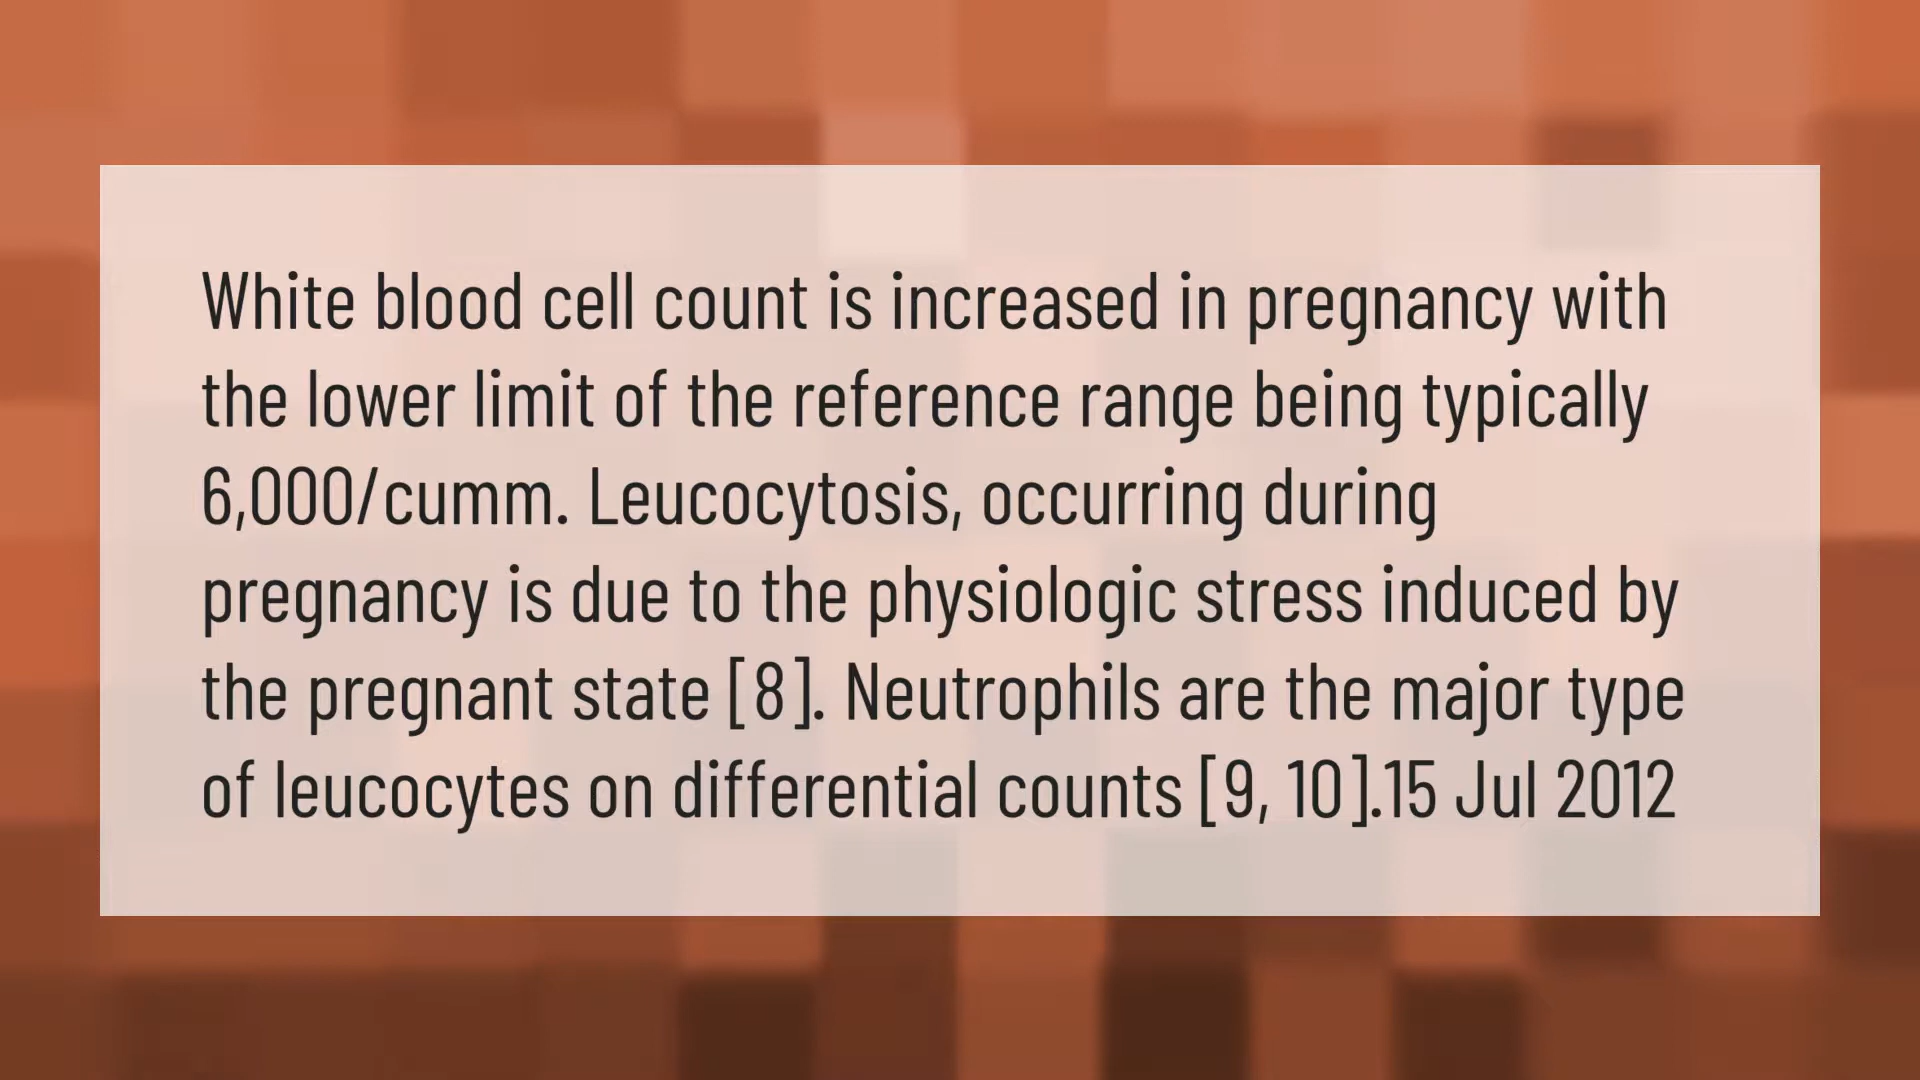 White blood cell count is increased in pregnancy with
the lower limit of the reference range being typically
6,000/cumm. Leucocytosis, occurring during
pregnancy is due to the physiologic stress induced by
the pregnant state [8]. Neutrophils are the major type
of leucocytes on differential counts [9, 10].15 Jul 2012